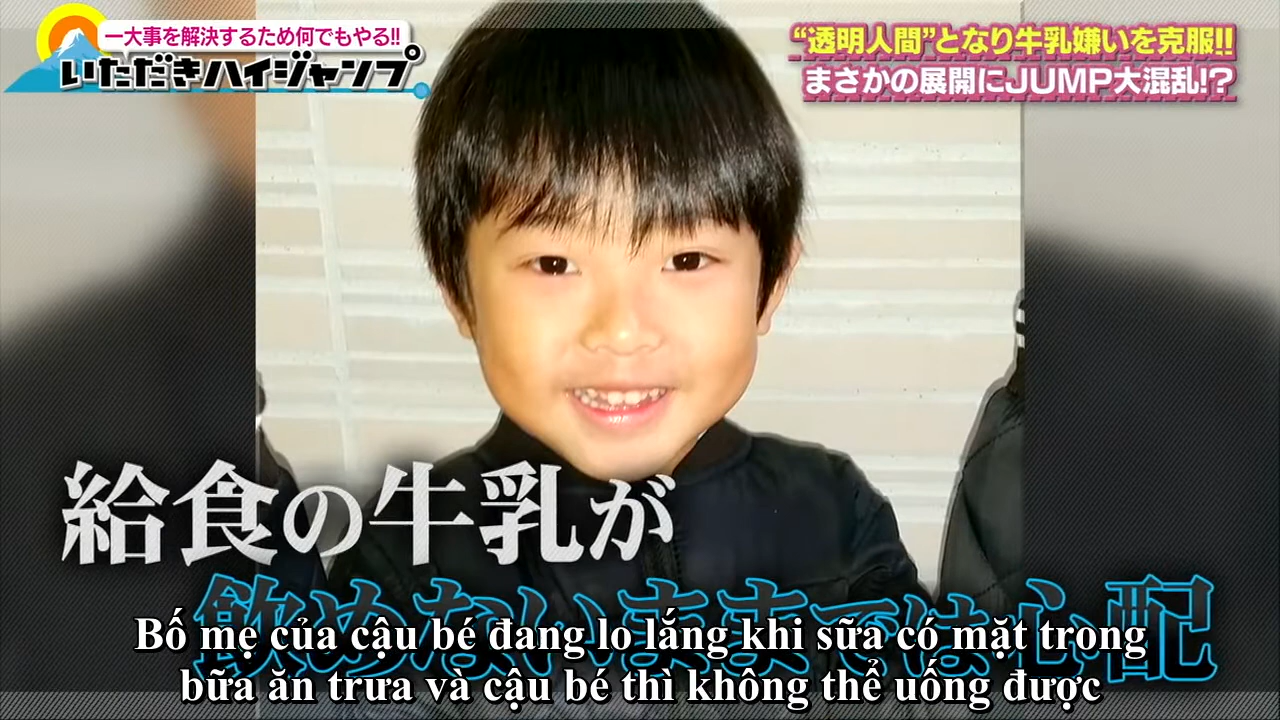 一大事を解決するため何でもやる!!
いただきハイジャンプ
“透明人間”となり牛乳嫌いを克服!!
まさかの展開にJUMP大混乱!?
給食の牛乳が
飲めないままでは心配
Bố mẹ của cậu bé đang lo lắng khi sữa có mặt trong
bữa ăn trưa và cậu bé thì không thể uống được